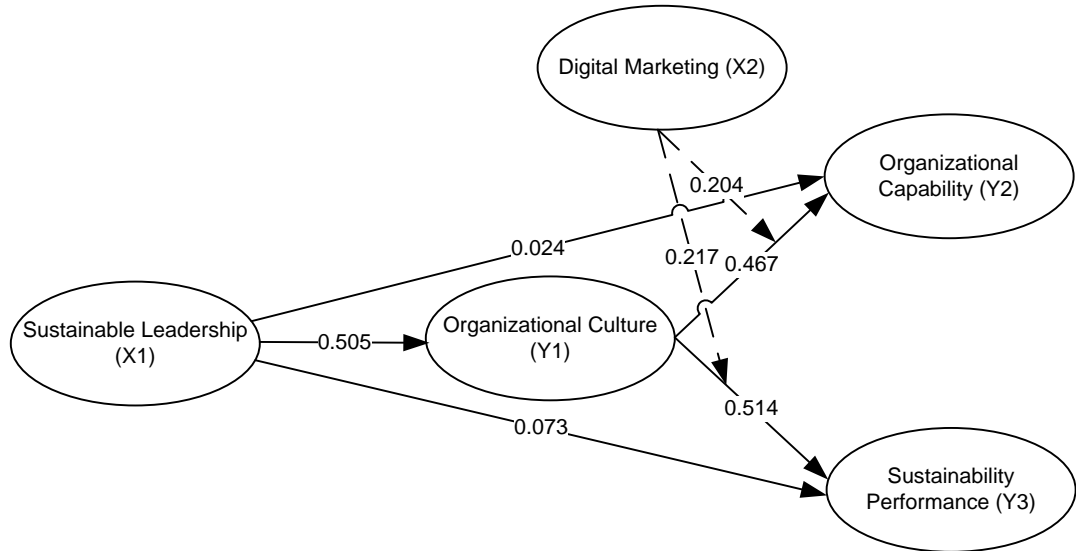 Digital Marketing (X2)
Organizational
Capability (Y2)
0.204
0.024
0.217
0.467
Sustainable Leadership
(X1)
0.505
Organizational Culture
(Y1)
0.073
0.514
Sustainability
Performance (Y3)